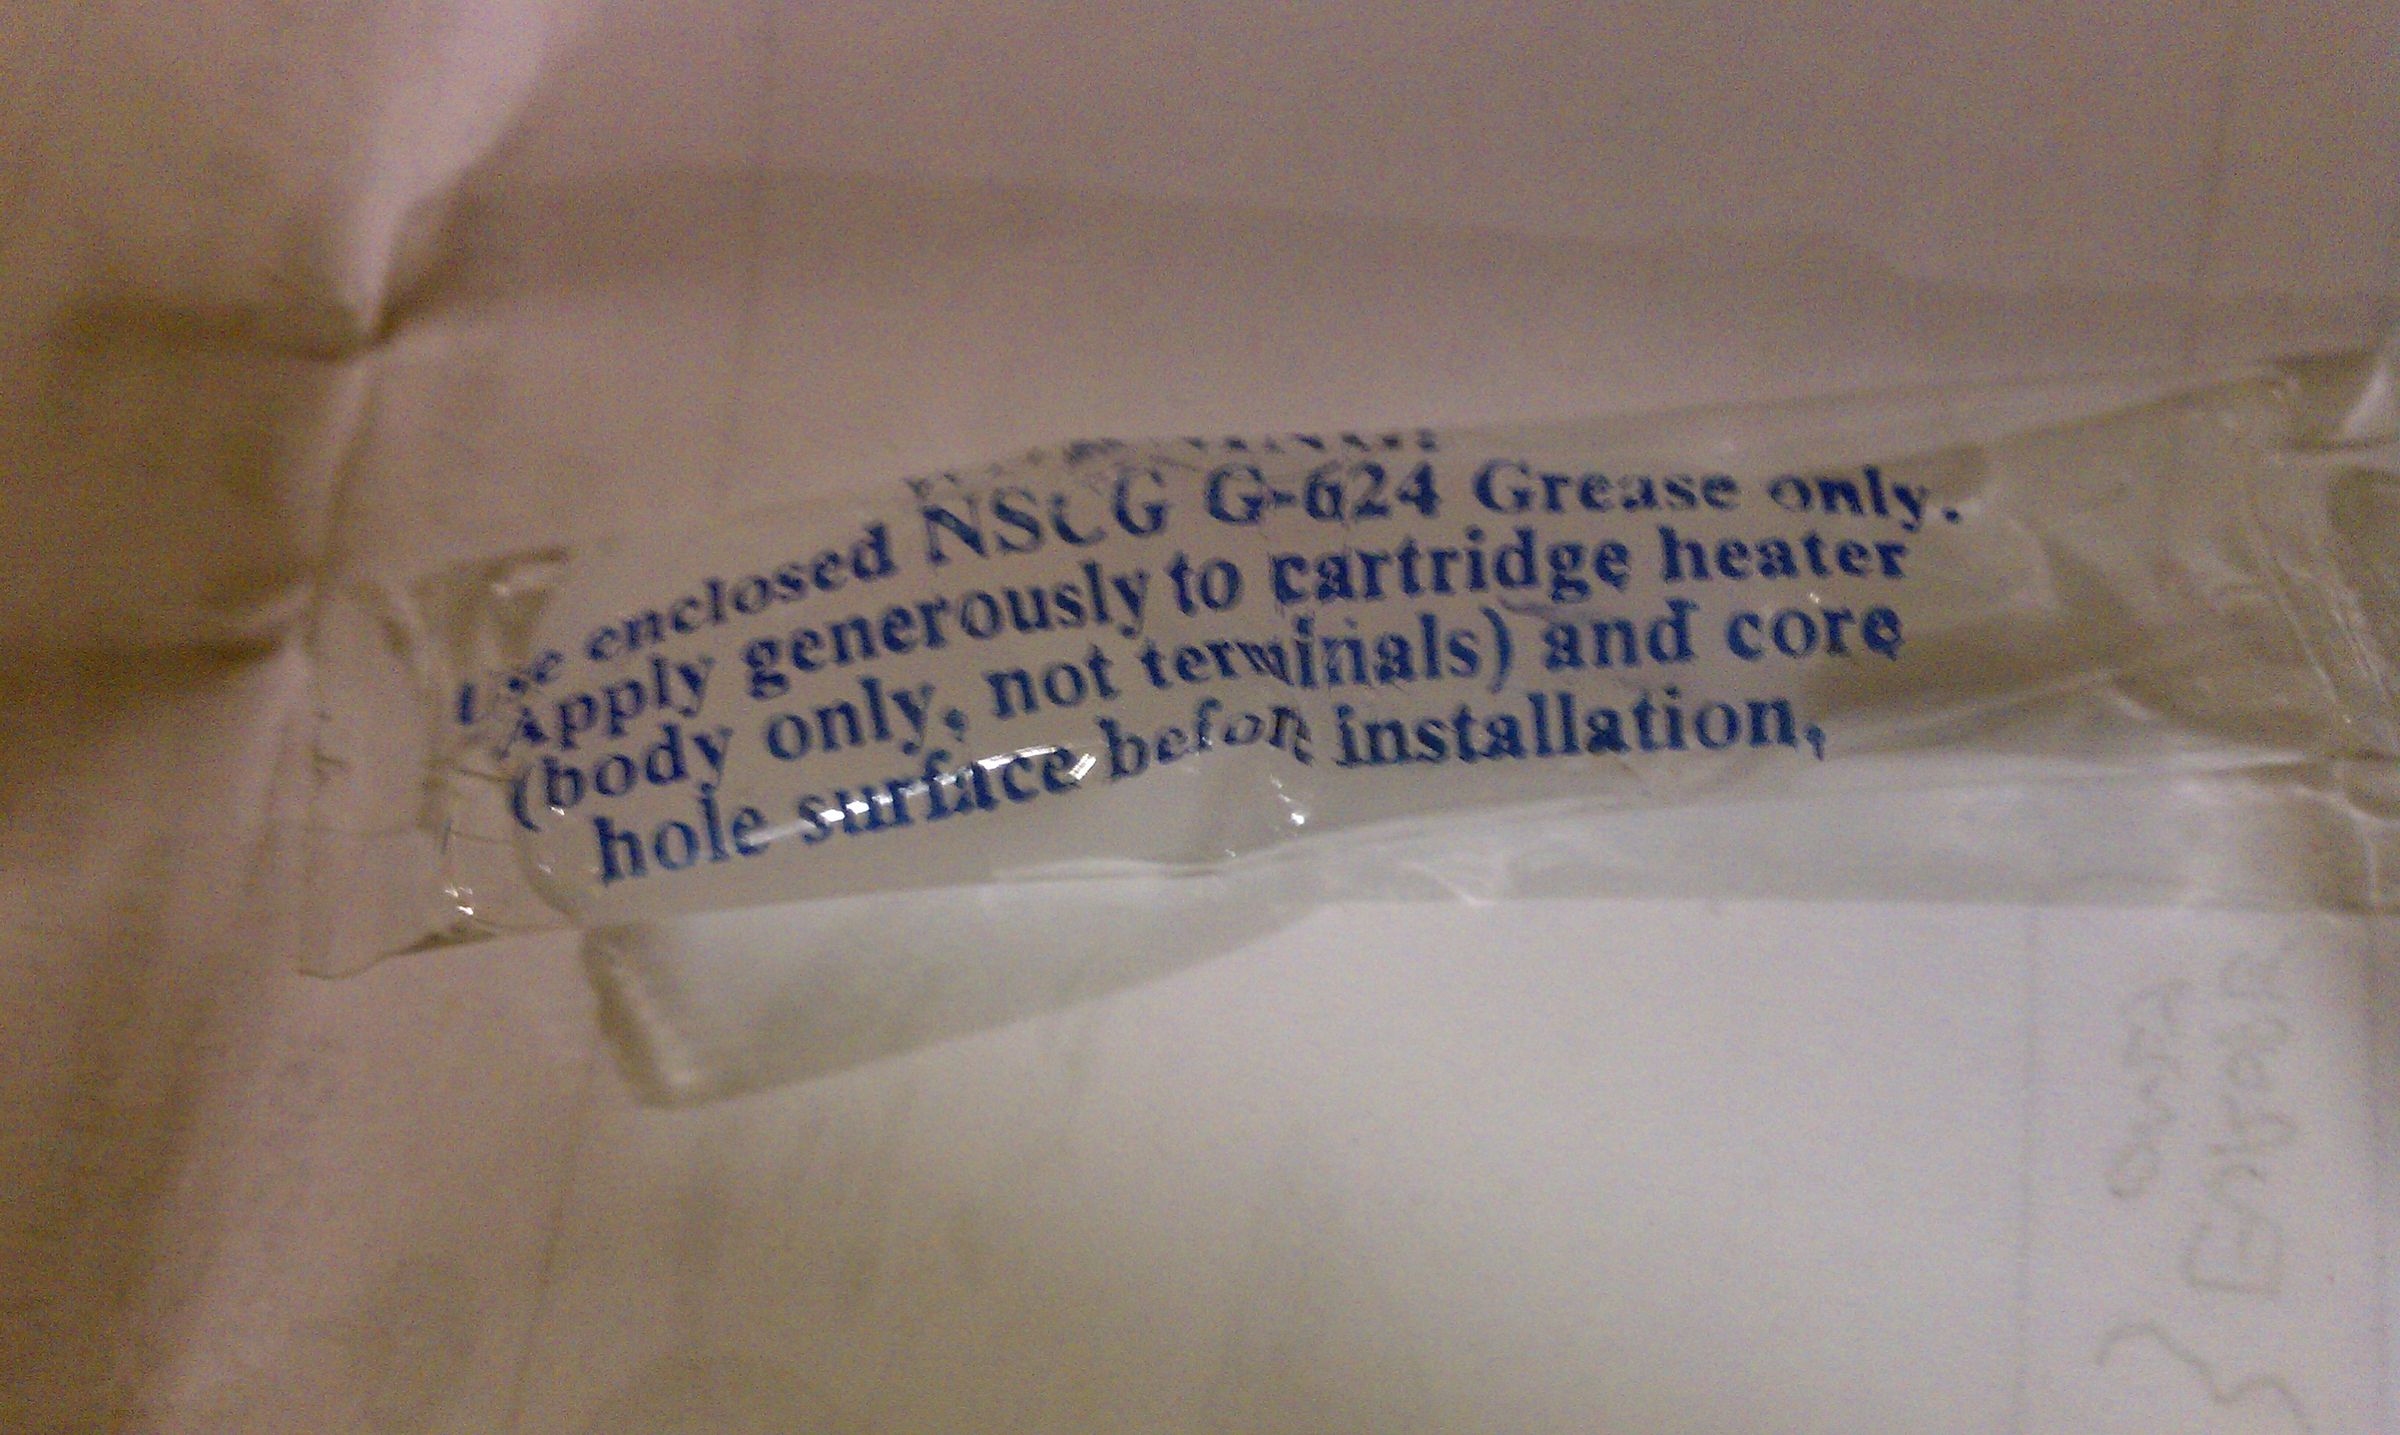 Use enclosed NSCG G-624 Grease only.
Apply generously to cartridge heater
(body only, not terminals) and core
hole surface before installation,